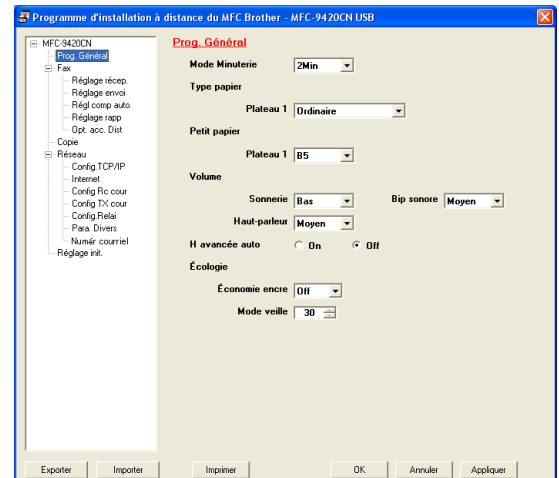 Programme d'installation à distance du MFC Brother - MFC-9420CN USB
MFC-9420CN
Prog. Général
Fax
Réglage récep.
Réglage envoi
Régl comp auto
Réglage rapp
Opt. acc. Dist
Copie
Réseau
Config.TCP/IP
Internet
Config Rc cour
Config TX cour
Config.Relai
Para. Divers
Numér courriel
Réglage init.
Prog. Général
Mode Minuterie 2Min
Type papier
Plateau 1 Ordinaire
Petit papier
Plateau 1 B5
Volume
Sonnerie Bas Bip sonore Moyen
Haut-parleur Moyen
H avancée auto On Off
Écologie
Économie encre Off
Mode veille 30
Exporter Importer Imprimer OK Annuler Appliquer